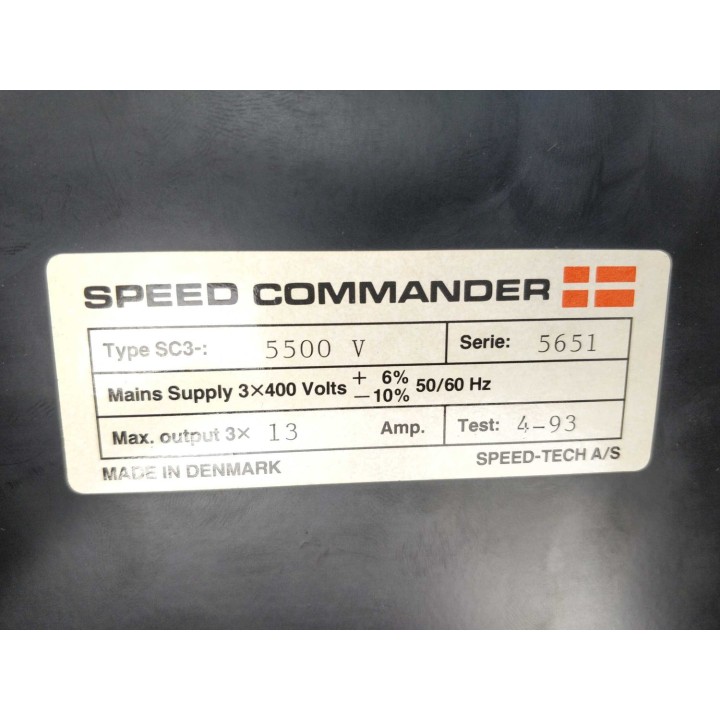 SPEED COMMANDER
Type SC3-: 5500 V Serie: 5651
Mains Supply 3×400 Volts + 6% −10% 50/60 Hz
Max. output 3× 13 Amp. Test: 4-93
MADE IN DENMARK SPEED-TECH A/S